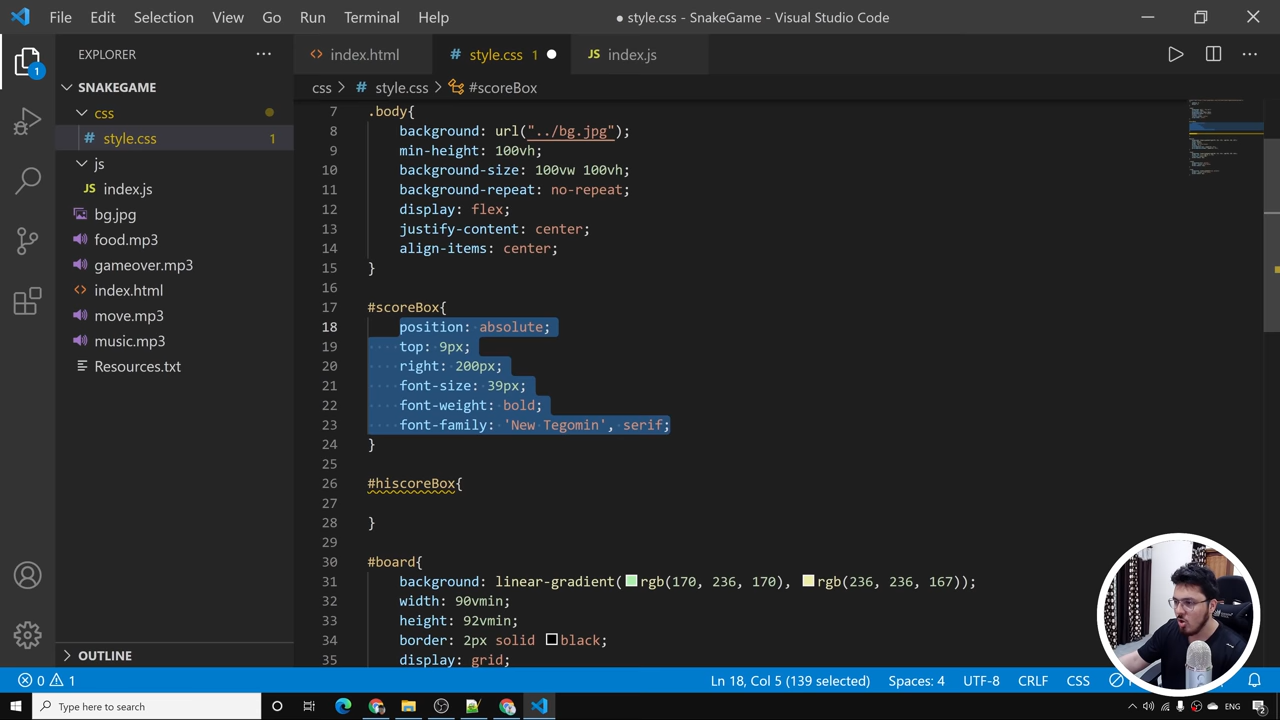 File Edit Selection View Go Run Terminal Help
● style.css - SnakeGame - Visual Studio Code
EXPLORER
<> index.html
# style.css 1
JS index.js
SNAKEGAME
css > # style.css > #scoreBox
css
# style.css 1
js
JS index.js
bg.jpg
food.mp3
gameover.mp3
<> index.html
move.mp3
music.mp3
Resources.txt
1
7 .body{
8 background: url("../bg.jpg");
9 min-height: 100vh;
10 background-size: 100vw 100vh;
11 background-repeat: no-repeat;
12 display: flex;
13 justify-content: center;
14 align-items: center;
15 }
16
17 #scoreBox{
18 position: absolute;
19 top: 9px;
20 right: 200px;
21 font-size: 39px;
22 font-weight: bold;
23 font-family: 'New Tegomin', serif;
24 }
25
26 #hiscoreBox{
27
28 }
29
30 #board{
31 background: linear-gradient(rgb(170, 236, 170), rgb(236, 236, 167));
32 width: 90vmin;
33 height: 92vmin;
34 border: 2px solid black;
35 display: grid;
OUTLINE
0 1
Ln 18, Col 5 (139 selected) Spaces: 4 UTF-8 CRLF CSS
Type here to search
ENG
2